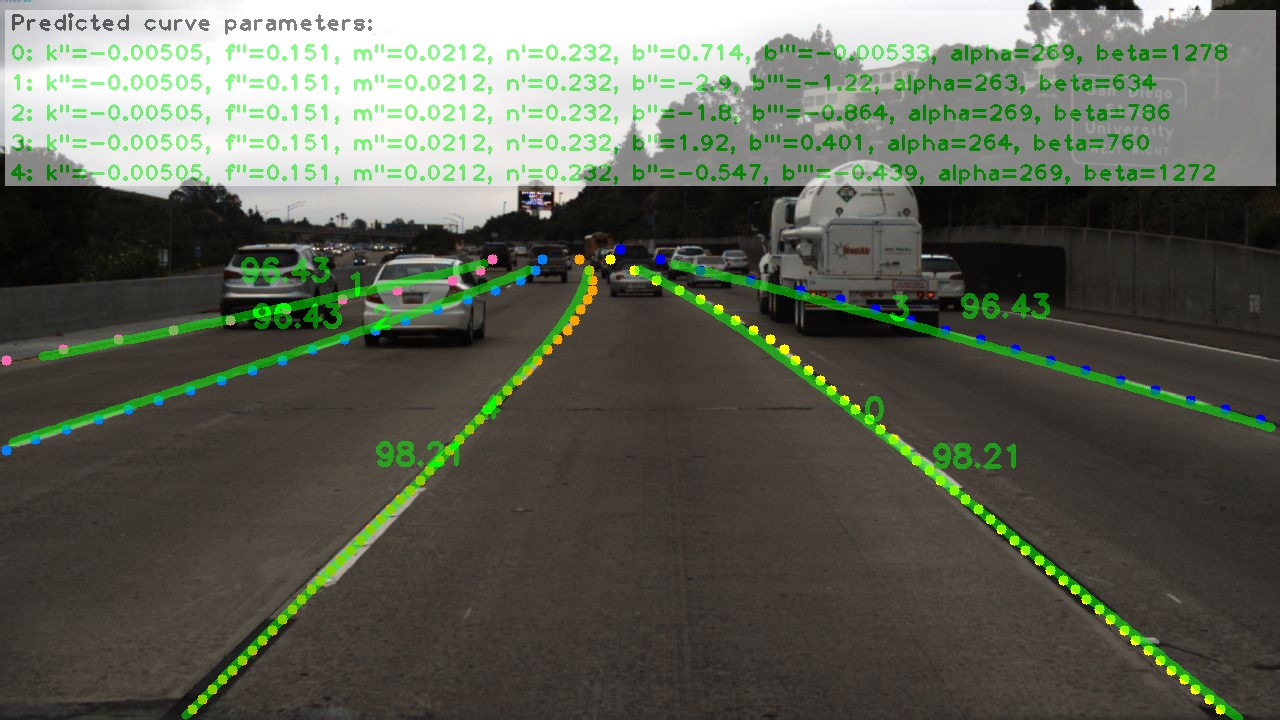 Predicted curve parameters:
0: k''=−0.00505, f''=0.151, m''=0.0212, n'=0.232, b''=0.714, b'''=−0.00533, alpha=269, beta=1278
1: k''=−0.00505, f''=0.151, m''=0.0212, n'=0.232, b''=−2.9, b'''=−1.22, alpha=263, beta=634
2: k''=−0.00505, f''=0.151, m''=0.0212, n'=0.232, b''=−1.8, b'''=−0.864, alpha=269, beta=786
3: k''=−0.00505, f''=0.151, m''=0.0212, n'=0.232, b''=1.92, b'''=0.401, alpha=264, beta=760
4: k''=−0.00505, f''=0.151, m''=0.0212, n'=0.232, b''=−0.547, b'''=−0.439, alpha=269, beta=1272
San Diego
University
96.43
1
96.43
2
3
96.43
0
98.21
98.21